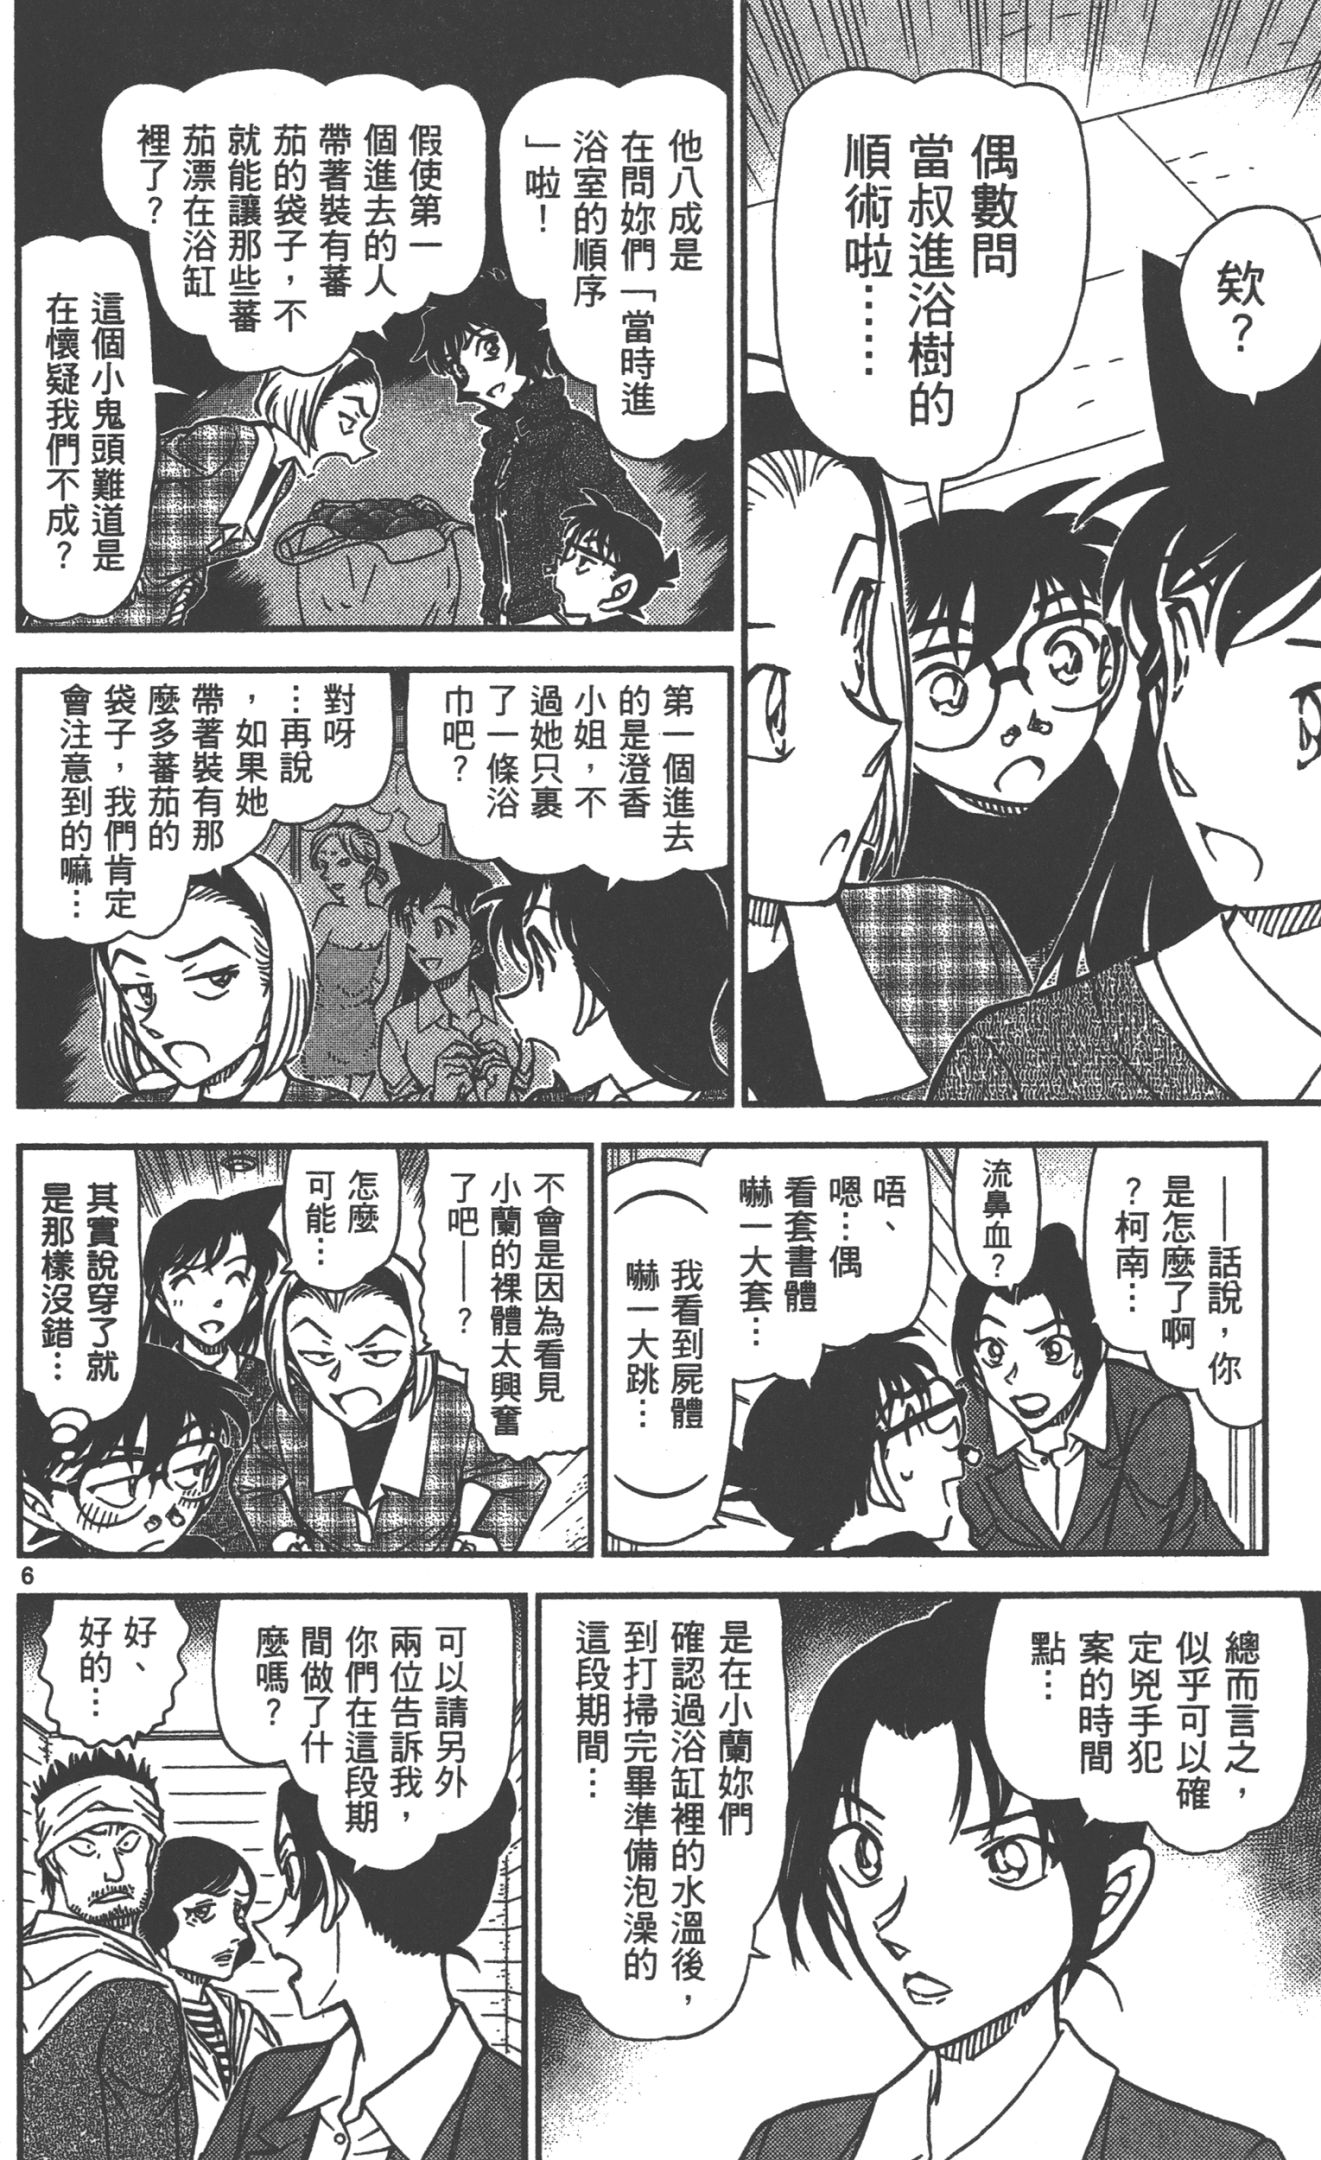 欸？
偶數問
當叔進浴樹的
順術啦……
他八成是
在問妳們「當時進
浴室的順序
」啦！
假使第一
個進去的人
帶著裝有蕃
茄的袋子，不
就能讓那些蕃
茄漂在浴缸
裡了？
這個小鬼頭難道是
在懷疑我們不成？
第一個進去
的是澄香
小姐，不
過她只裹
了一條浴
巾吧？
對呀
…再說
，如果她
帶著裝有那
麼多蕃茄的
袋子，我們肯定
會注意到的嘛…
──話說，你
是怎麼了啊
？柯南…
流鼻血？
唔、
嗯…偶
看套書體
嚇一大套…
（我看到屍體
嚇一大跳…）
不會是因為看見
小蘭的裸體太興奮
了吧──？
怎麼
可能…
其實說穿了就
是那樣沒錯…
6
總而言之，
似乎可以確
定兇手犯
案的時間
點…
是在小蘭妳們
確認過浴缸裡的水溫後，
到打掃完畢準備泡澡的
這段期間…
可以請另外
兩位告訴我，
你們在這段期
間做了什
麼嗎？
好、
好的…